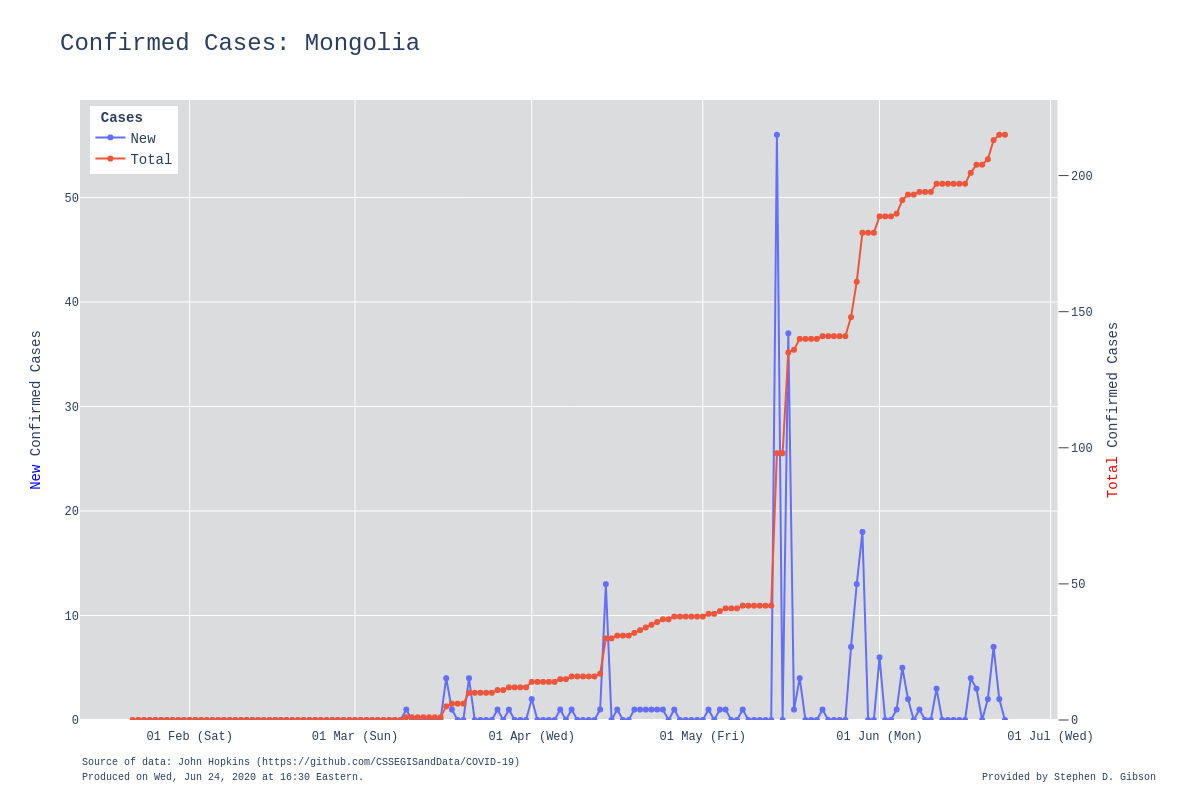 Confirmed Cases: Mongolia
Cases
New
Total
50
40
30
20
10
0
200
150
100
50
0
New Confirmed Cases
Total Confirmed Cases
01 Feb (Sat)
01 Mar (Sun)
01 Apr (Wed)
01 May (Fri)
01 Jun (Mon)
01 Jul (Wed)
Source of data: John Hopkins (https://github.com/CSSEGISandData/COVID-19)
Produced on Wed, Jun 24, 2020 at 16:30 Eastern.
Provided by Stephen D. Gibson